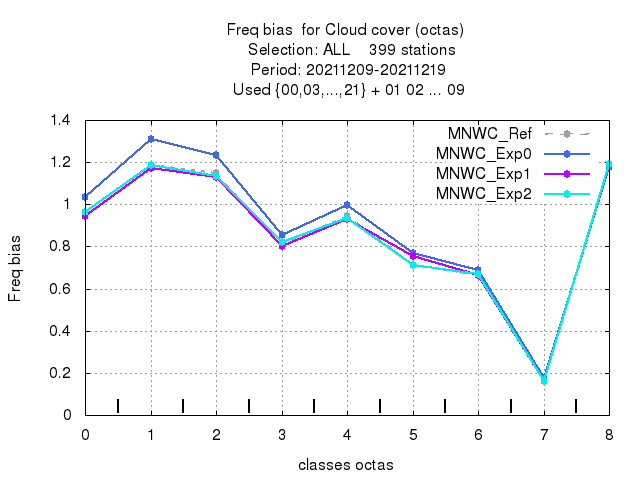 Freq bias  for Cloud cover (octas)
Selection: ALL    399 stations
Period: 20211209-20211219
Used {00,03,...,21} + 01 02 ... 09
1.4
1.2
1
0.8
0.6
0.4
0.2
0
Freq bias
MNWC_Ref
MNWC_Exp0
MNWC_Exp1
MNWC_Exp2
0 1 2 3 4 5 6 7 8
classes octas